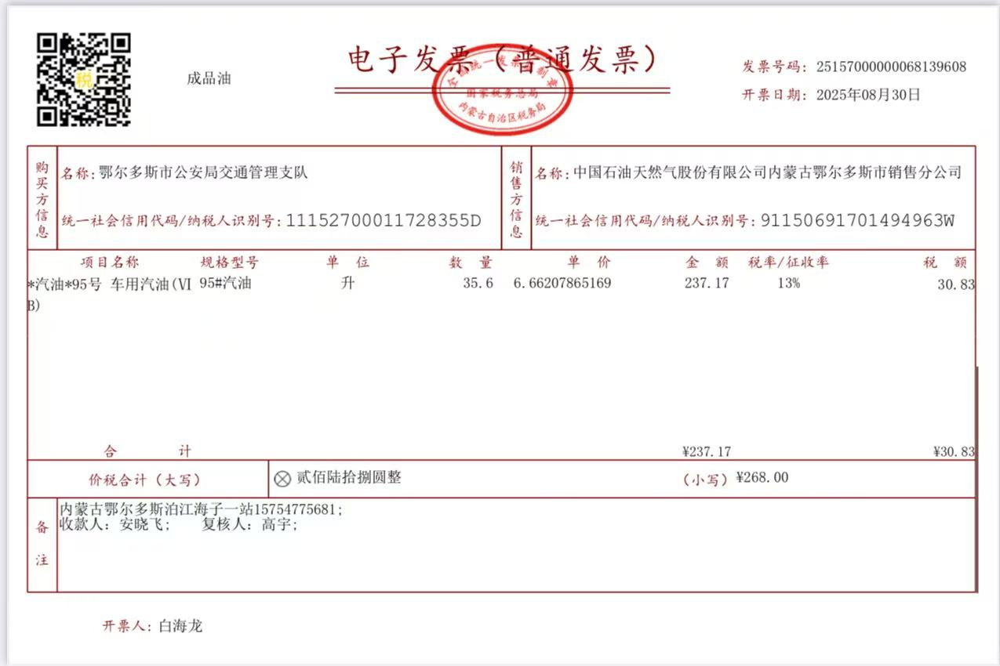 税
成品油
电子发票（普通发票）
全国统一发票监制章
国家税务总局
内蒙古自治区税务局
发票号码：25157000000068139608
开票日期：2025年08月30日
购买方信息
名称：鄂尔多斯市公安局交通管理支队
统一社会信用代码/纳税人识别号：11152700011728355D
销售方信息
名称：中国石油天然气股份有限公司内蒙古鄂尔多斯市销售分公司
统一社会信用代码/纳税人识别号：91150691701494963W
项目名称 规格型号 单 位 数 量 单 价 金 额 税率/征收率 税 额
*汽油*95号 车用汽油(VI 95#汽油 升 35.6 6.66207865169 237.17 13% 30.83
B)
合 计 ¥237.17 ¥30.83
价税合计（大写） ⊗ 贰佰陆拾捌圆整 （小写）¥268.00
备注
内蒙古鄂尔多斯泊江海子一站15754775681;
收款人：安晓飞; 复核人：高宇;
开票人：白海龙